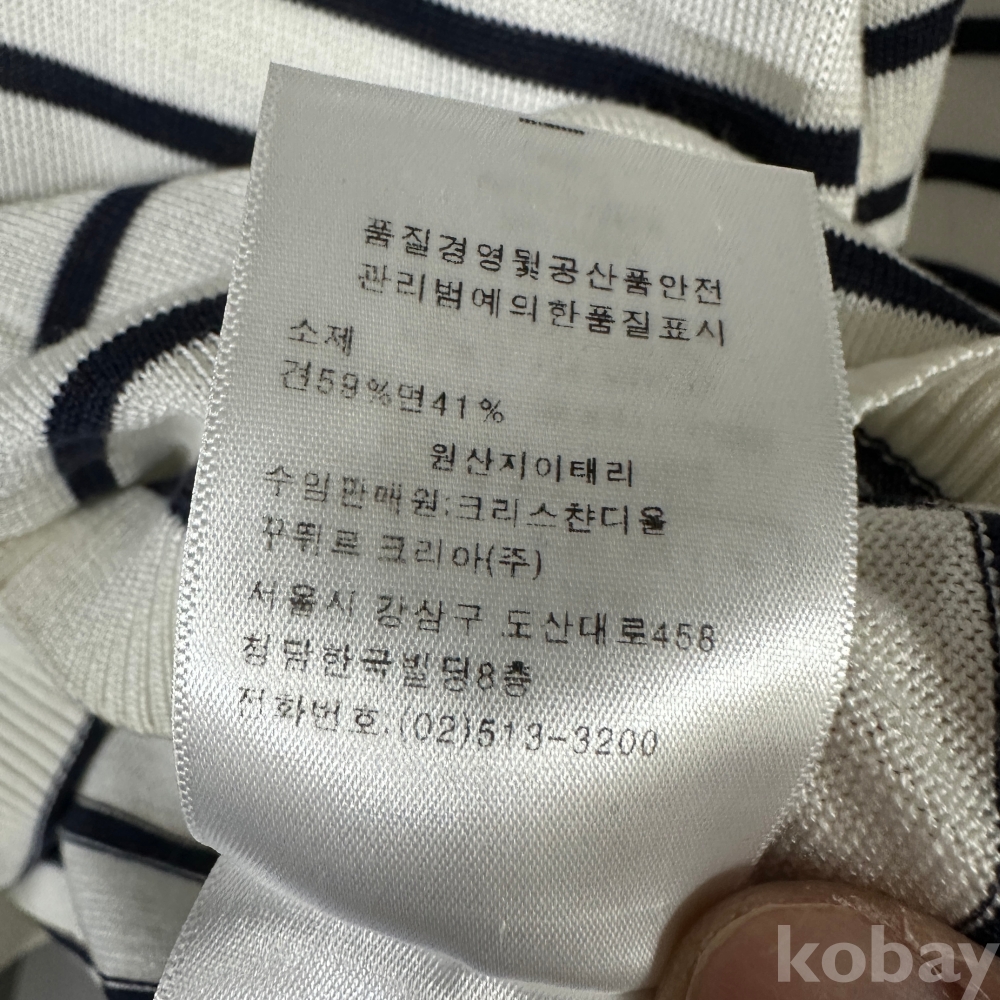 품질경영및공산품안전
관리법예의한품질표시
소제
견59%면41%
원산지이태리
수입판매원:크리스챤디올
꾸뛰르 코리아(주)
서울시 강남구 도산대로458
청담한국빌딩8층
전화번호:(02)513-3200
kobay